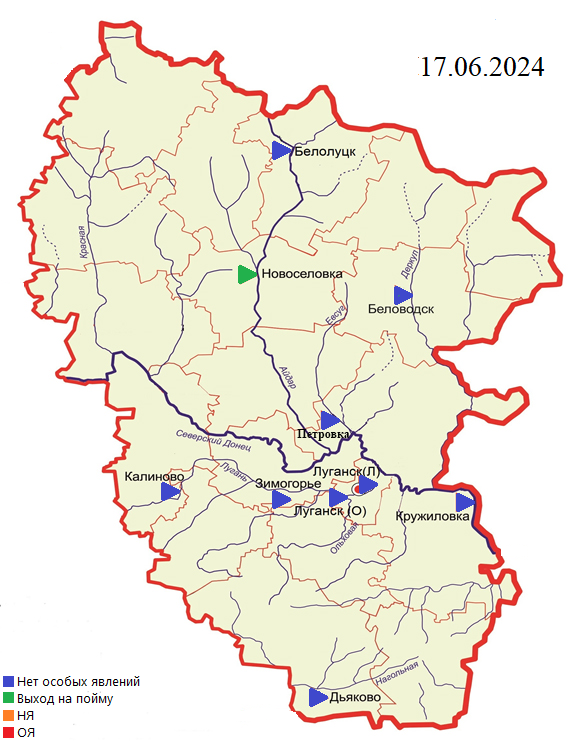 17.06.2024
Белолуцк
Красная
Деркул
Новоселовка
Беловодск
Евсуг
Айдар
Петровка
Северский Донец
Лугань
Луганск(Л)
Калиново
Зимогорье
Луганск (О)
Кружиловка
Ольховая
Нагольная
Дьяково
Нет особых явлений
Выход на пойму
НЯ
ОЯ